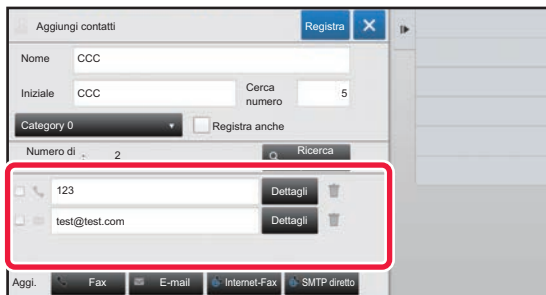 Aggiungi contatti Registra
Nome CCC
Iniziale CCC Cerca numero 5
Category 0 Registra anche
Numero di : 2 Ricerca
123 Dettagli
test@test.com Dettagli
Aggi. Fax E-mail Internet-Fax SMTP diretto